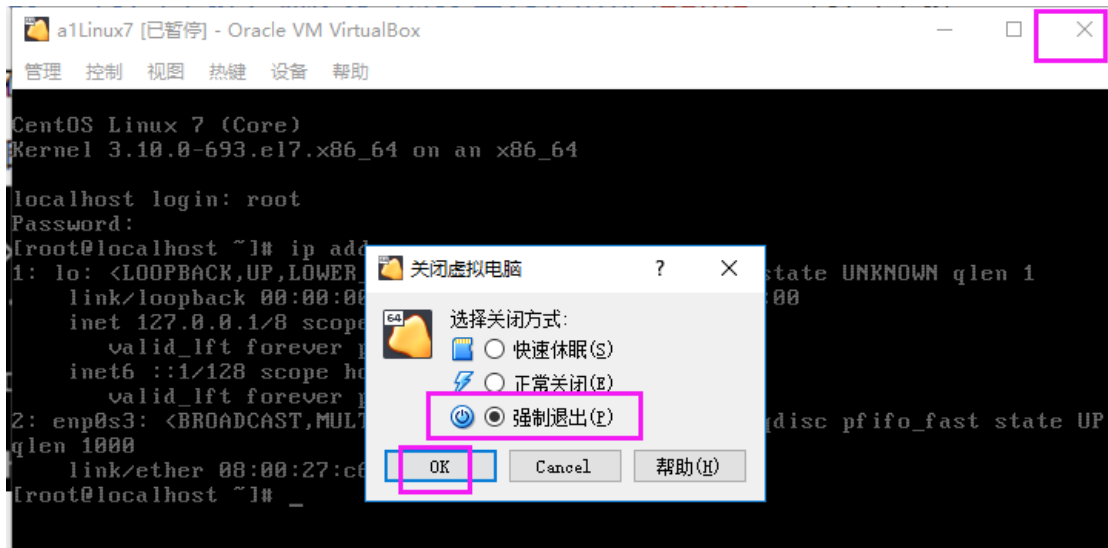 a1Linux7 [已暂停] - Oracle VM VirtualBox
管理 控制 视图 热键 设备 帮助
CentOS Linux 7 (Core)
Kernel 3.10.0-693.el7.x86_64 on an x86_64
localhost login: root
Password:
[root@localhost ~]# ip add
1: lo: <LOOPBACK,UP,LOWER_ state UNKNOWN qlen 1
link/loopback 00:00:00 :00
inet 127.0.0.1/8 scope
valid_lft forever
inet6 ::1/128 scope ho
valid_lft forever
2: enp0s3: <BROADCAST,MULT qdisc pfifo_fast state UP
qlen 1000
link/ether 08:00:27:c6
[root@localhost ~]# _
关闭虚拟电脑 ?
64
选择关闭方式:
快速休眠(S)
正常关闭(E)
强制退出(P)
OK Cancel 帮助(H)